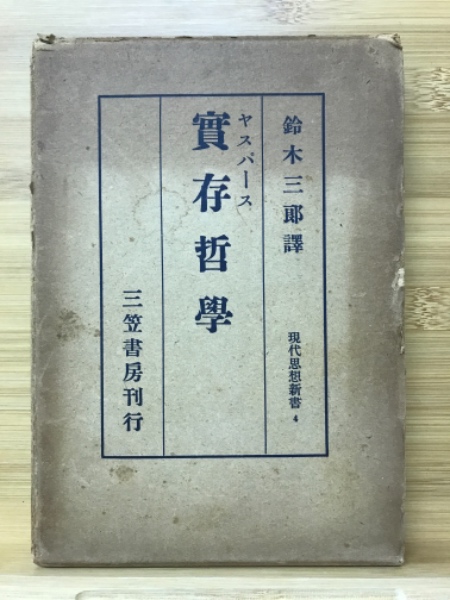 鈴木三郎譯
現代思想新書 4
ヤスパース
實存哲學
三笠書房刊行